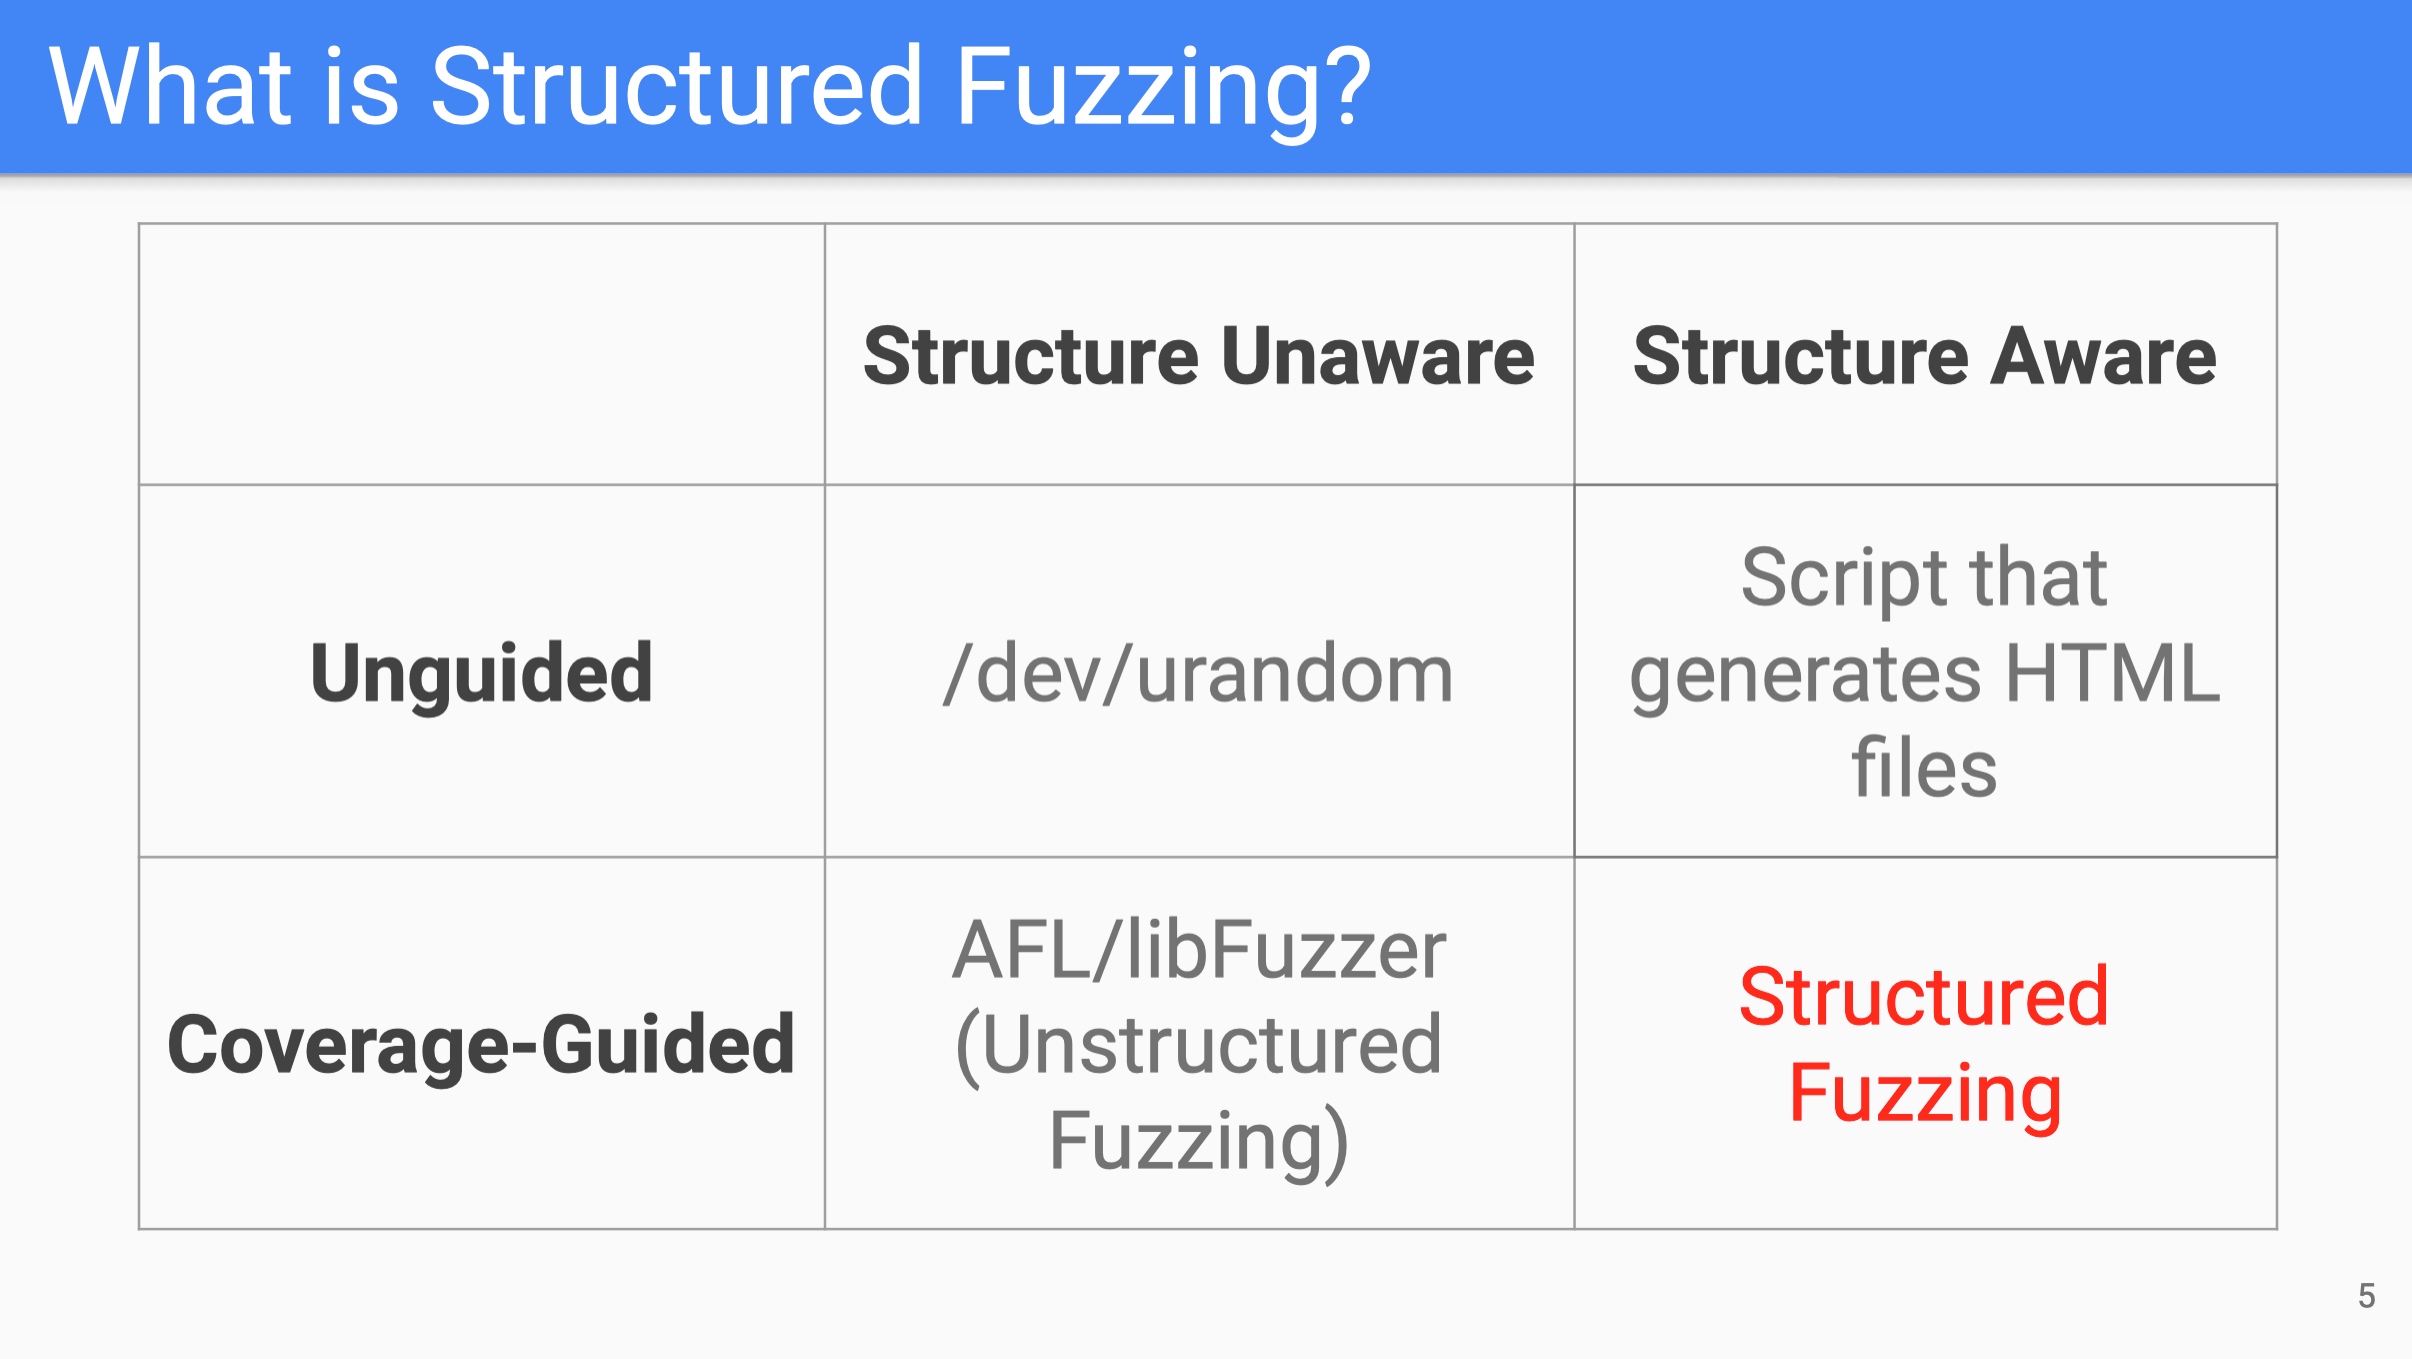 What is Structured Fuzzing?
Structure Unaware
Structure Aware
Unguided
/dev/urandom
Script that
generates HTML
files
Coverage-Guided
AFL/libFuzzer
(Unstructured
Fuzzing)
Structured
Fuzzing
5